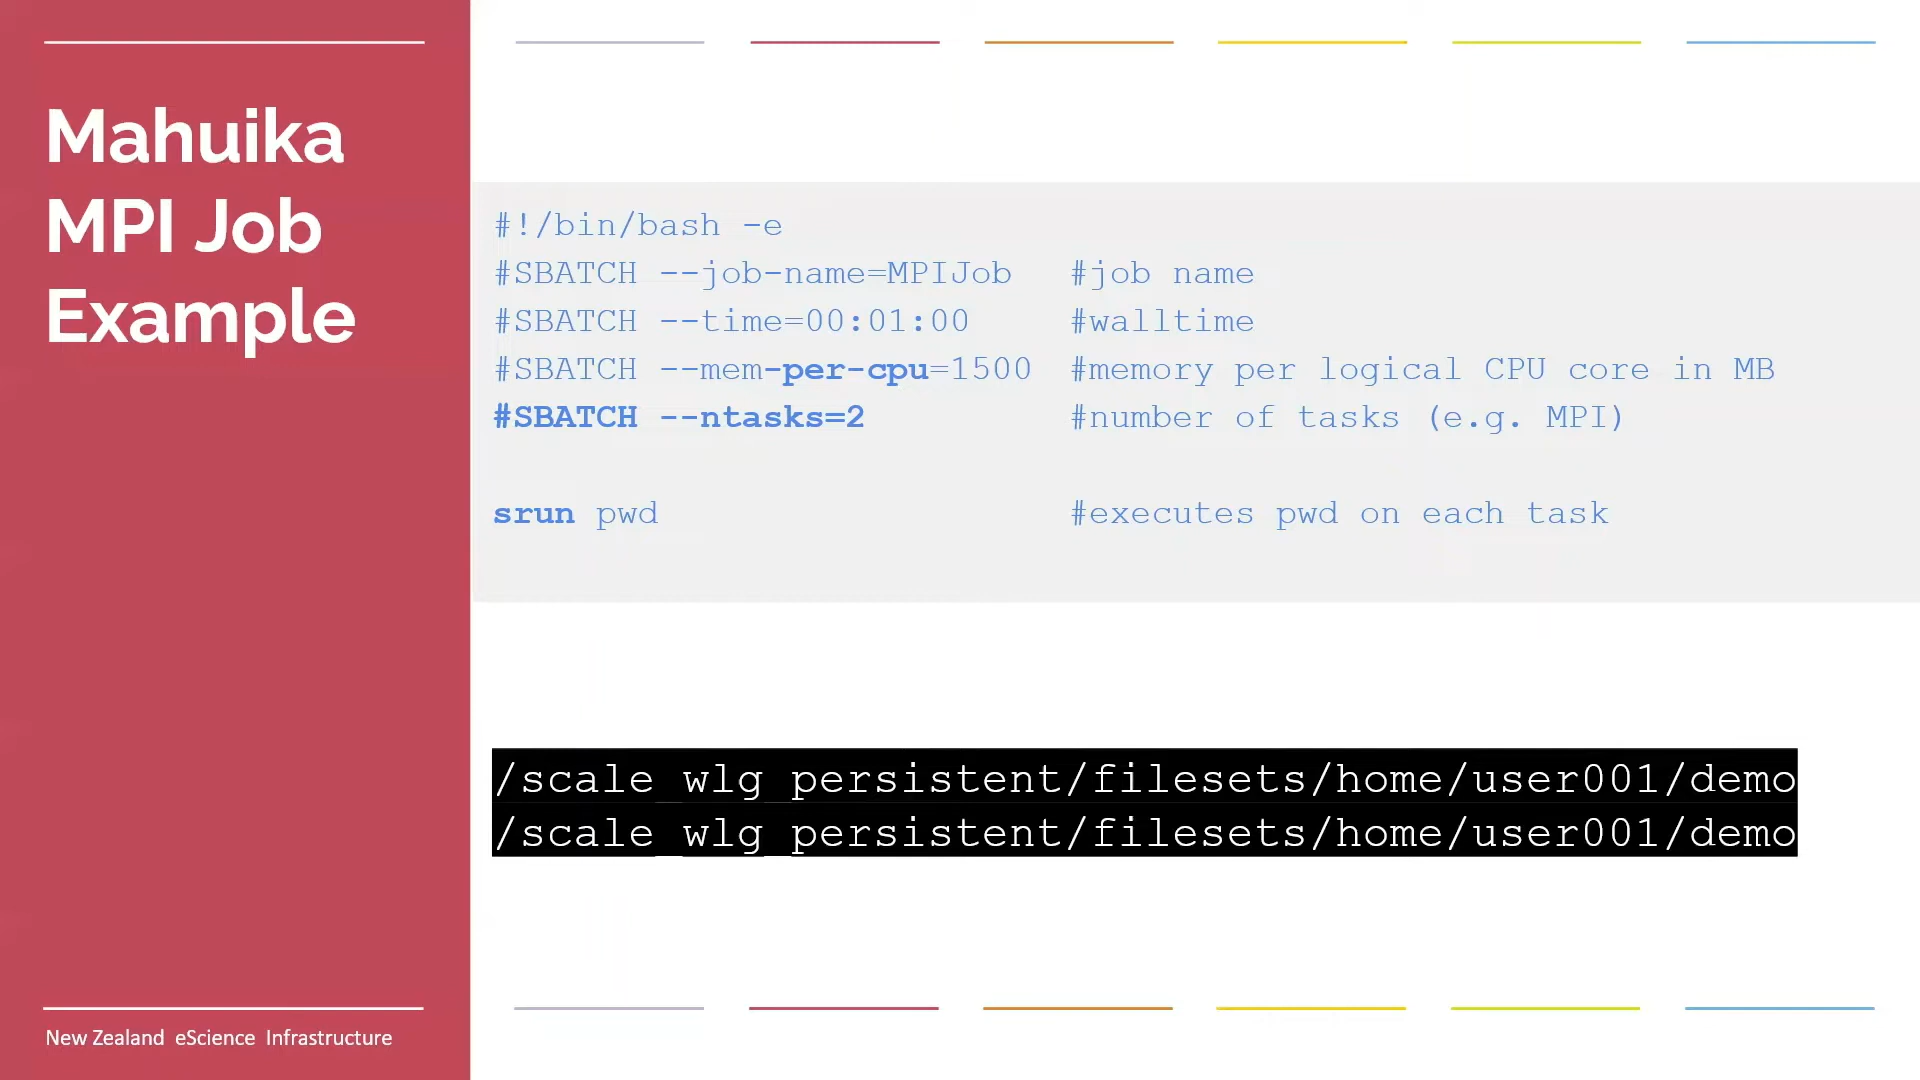 Mahuika
MPI Job
Example
#!/bin/bash -e
#SBATCH --job-name=MPIJob #job name
#SBATCH --time=00:01:00 #walltime
#SBATCH --mem-per-cpu=1500 #memory per logical CPU core in MB
#SBATCH --ntasks=2 #number of tasks (e.g. MPI)
srun pwd #executes pwd on each task
/scale_wlg_persistent/filesets/home/user001/demo
/scale_wlg_persistent/filesets/home/user001/demo
New Zealand eScience Infrastructure